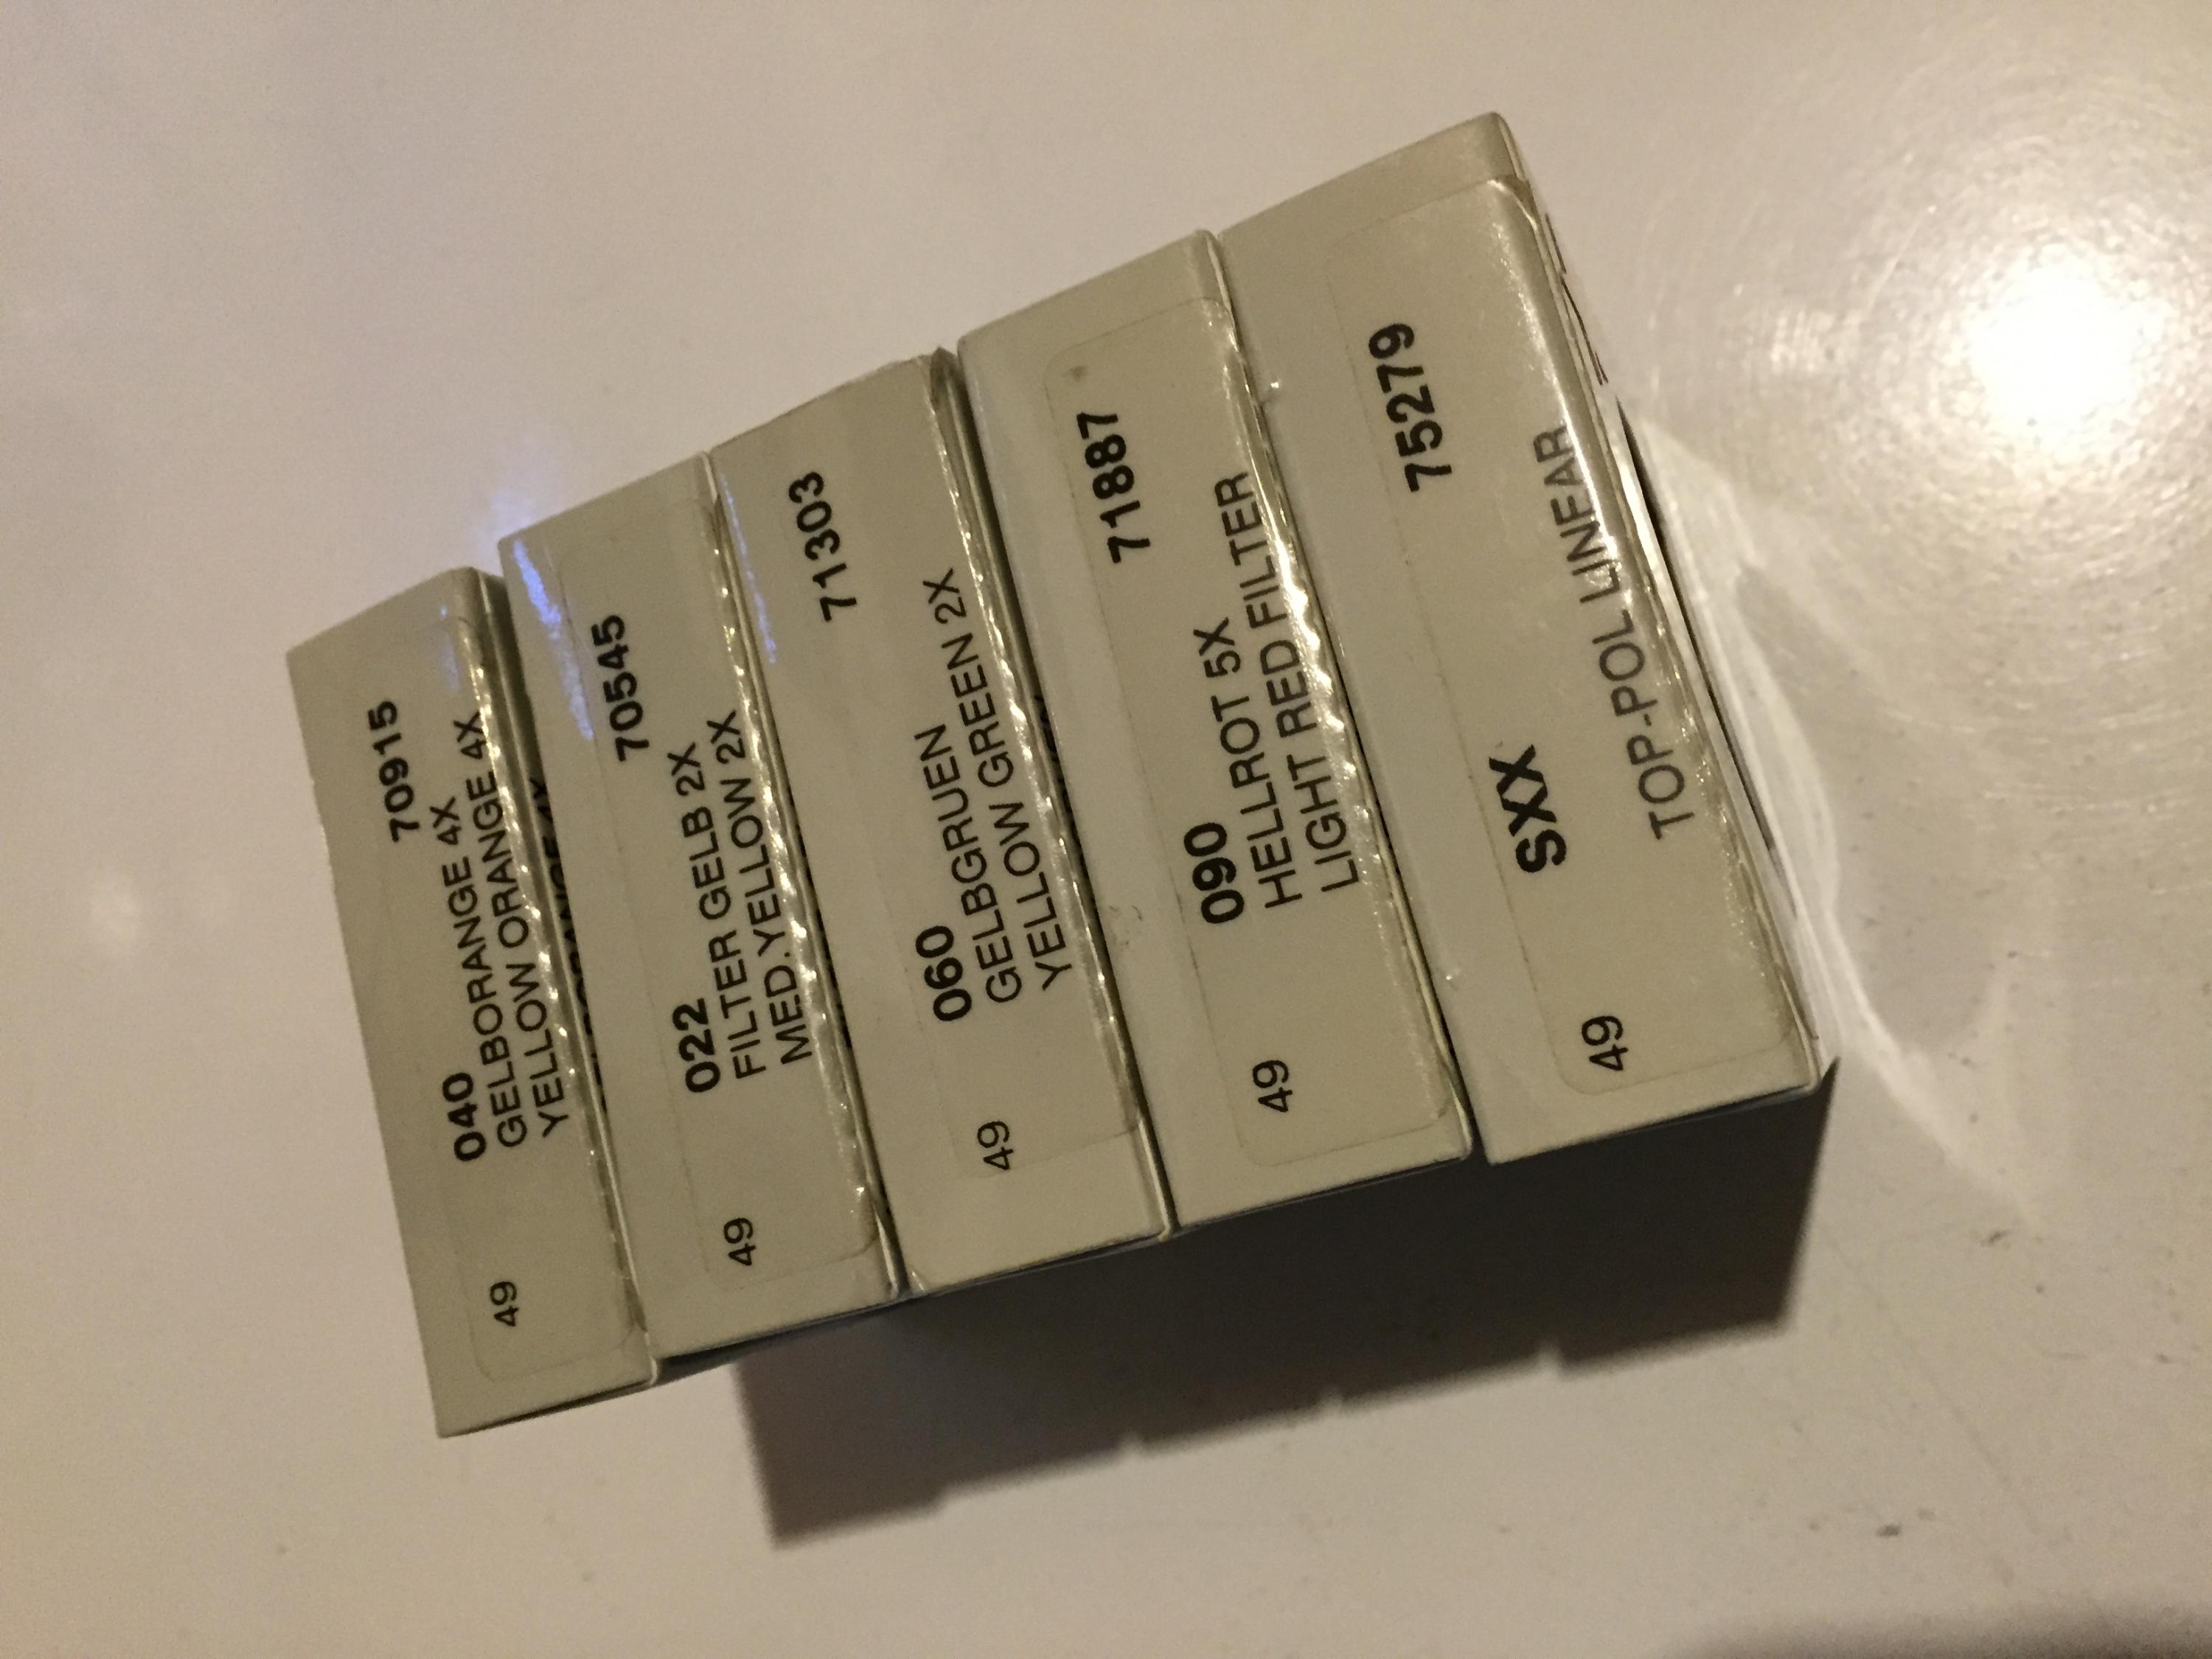 70915
040
GELBORANGE 4X
YELLOW ORANGE 4X
49
70545
022
FILTER GELB 2X
MED.YELLOW 2X
49
71303
060
GELBGRUEN
YELLOW GREEN 2X
49
71887
090
HELLROT 5X
LIGHT RED FILTER
49
75279
SXX
TOP-POL LINEAR
49